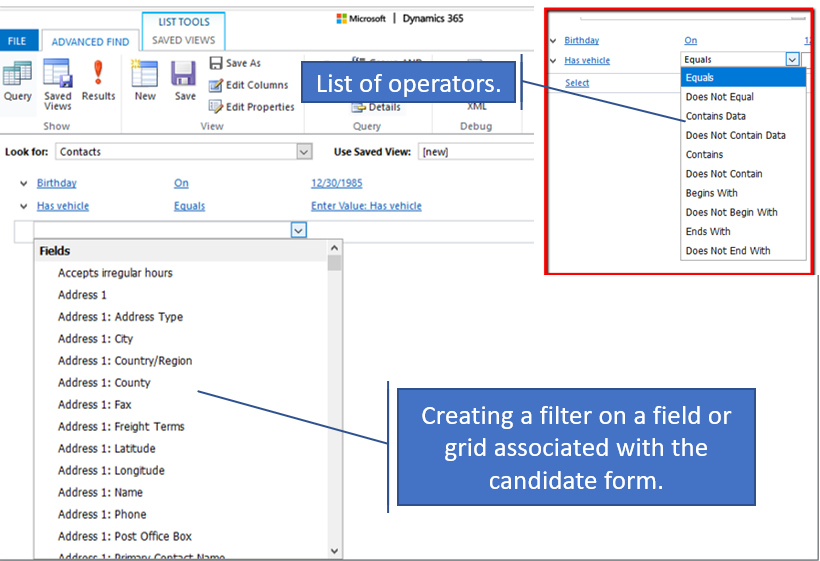 LIST TOOLS
Microsoft | Dynamics 365
FILE ADVANCED FIND SAVED VIEWS
Query
Saved Views
Results
New
Save
Save As
Edit Columns
Edit Properties
Details
XML
Show View Query Debug
Look for: Contacts Use Saved View: [new]
Birthday On 12/30/1985
Has vehicle Equals Enter Value: Has vehicle
Fields
Accepts irregular hours
Address 1
Address 1: Address Type
Address 1: City
Address 1: Country/Region
Address 1: County
Address 1: Fax
Address 1: Freight Terms
Address 1: Latitude
Address 1: Longitude
Address 1: Name
Address 1: Phone
Address 1: Post Office Box
Address 1: Primary Contact Name
List of operators.
Birthday On
Has vehicle Equals
Select
Equals
Does Not Equal
Contains Data
Does Not Contain Data
Contains
Does Not Contain
Begins With
Does Not Begin With
Ends With
Does Not End With
Creating a filter on a field or
grid associated with the
candidate form.